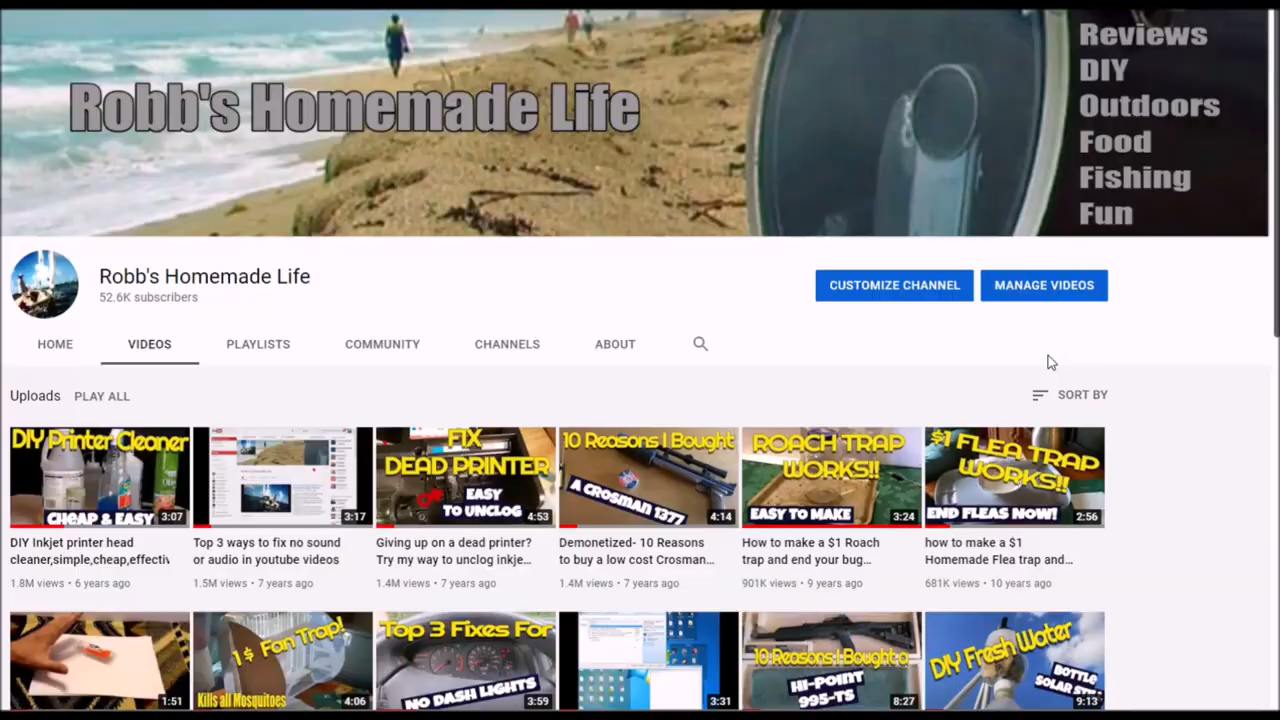 Reviews
DIY
Outdoors
Food
Fishing
Fun
Robb's Homemade Life
Robb's Homemade Life
52.6K subscribers
CUSTOMIZE CHANNEL
MANAGE VIDEOS
HOME
VIDEOS
PLAYLISTS
COMMUNITY
CHANNELS
ABOUT
Uploads
PLAY ALL
SORT BY
DIY Printer Cleaner
CHEAP & EASY
3:07
DIY Inkjet printer head
cleaner,simple,cheap,effectiv
1.8M views • 6 years ago
3:17
Top 3 ways to fix no sound
or audio in youtube videos
1.5M views • 7 years ago
FIX
DEAD PRINTER
EASY
TO UNCLOG
4:53
Giving up on a dead printer?
Try my way to unclog inkje...
1.4M views • 7 years ago
10 Reasons I Bought
A CROSMAN 1377
4:14
Demonetized- 10 Reasons
to buy a low cost Crosman...
1.4M views • 7 years ago
ROACH TRAP
WORKS!!
EASY TO MAKE
3:24
How to make a $1 Roach
trap and end your bug...
901K views • 9 years ago
$1 FLEA TRAP
WORKS!!
END FLEAS NOW!
2:56
how to make a $1
Homemade Flea trap and...
681K views • 10 years ago
1:51
1$ Fan Trap!
Kills all Mosquitoes
4:06
Top 3 Fixes For
NO DASH LIGHTS
3:59
3:31
10 Reasons I Bought a
HI-POINT
995-TS
8:27
DIY Fresh Water
BOTTLE
SOLAR
9:13